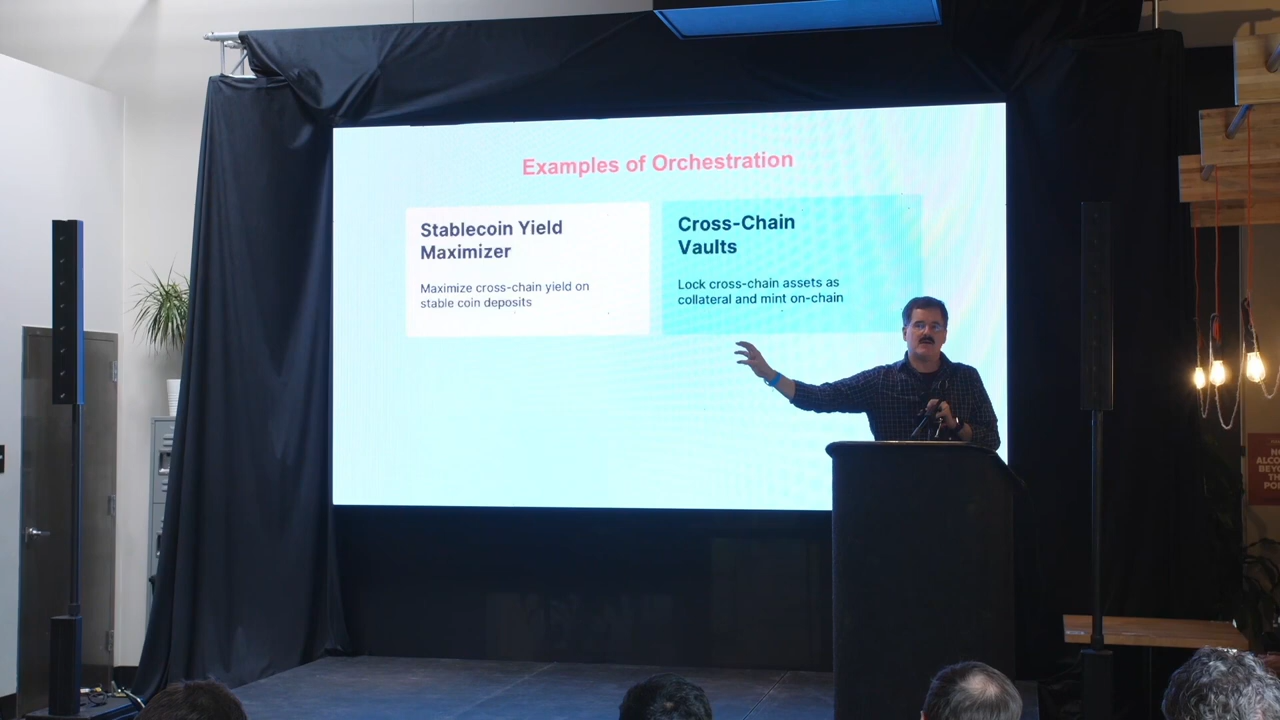 Examples of Orchestration
Stablecoin Yield
Maximizer
Maximize cross-chain yield on
stable coin deposits
Cross-Chain
Vaults
Lock cross-chain assets as
collateral and mint on-chain